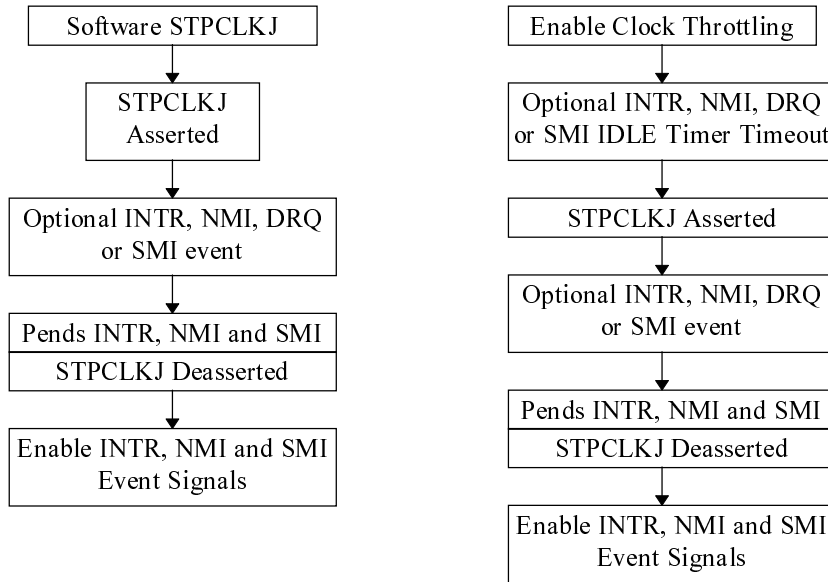 Software STPCLKJ
STPCLKJ
Asserted
Optional INTR, NMI, DRQ
or SMI event
Pends INTR, NMI and SMI
STPCLKJ Deasserted
Enable INTR, NMI and SMI
Event Signals
Enable Clock Throttling
Optional INTR, NMI, DRQ
or SMI IDLE Timer Timeout
STPCLKJ Asserted
Optional INTR, NMI, DRQ
or SMI event
Pends INTR, NMI and SMI
STPCLKJ Deasserted
Enable INTR, NMI and SMI
Event Signals